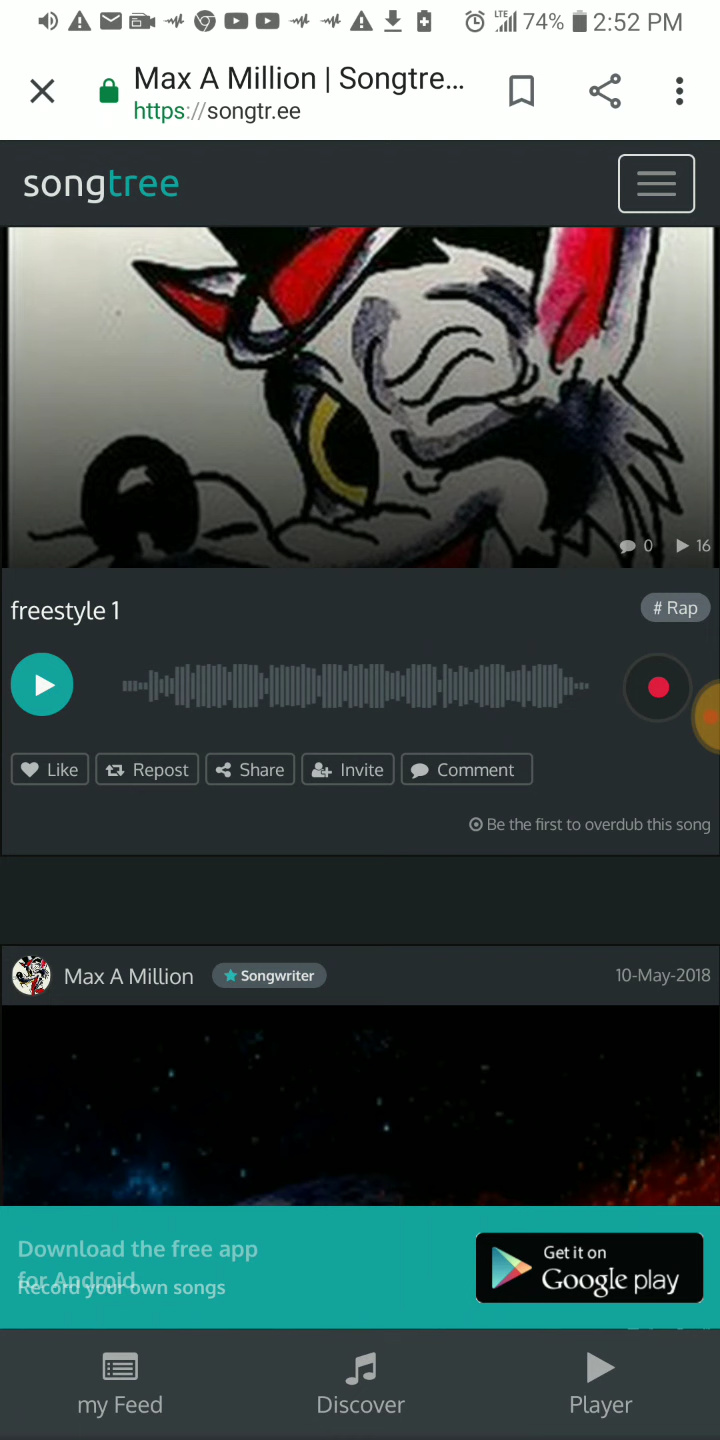 LTE 74% 2:52 PM
Max A Million | Songtre...
https://songtr.ee
songtree
0 16
freestyle 1
# Rap
Like Repost Share Invite Comment
Be the first to overdub this song
Max A Million Songwriter 10-May-2018
Download the free app
for Android
Record your own songs
Get it on
Google play
my Feed Discover Player